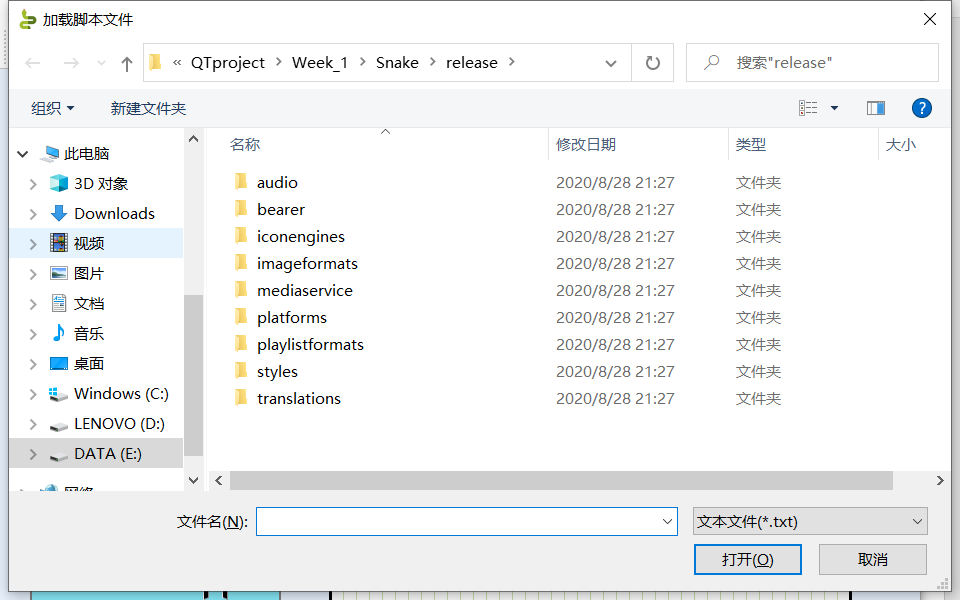 加载脚本文件
« QTproject > Week_1 > Snake > release >
搜索"release"
组织
新建文件夹
名称 修改日期 类型 大小
此电脑
3D 对象
Downloads
视频
图片
文档
音乐
桌面
Windows (C:)
LENOVO (D:)
DATA (E:)
网络
audio 2020/8/28 21:27 文件夹
bearer 2020/8/28 21:27 文件夹
iconengines 2020/8/28 21:27 文件夹
imageformats 2020/8/28 21:27 文件夹
mediaservice 2020/8/28 21:27 文件夹
platforms 2020/8/28 21:27 文件夹
playlistformats 2020/8/28 21:27 文件夹
styles 2020/8/28 21:27 文件夹
translations 2020/8/28 21:27 文件夹
文件名(N):
文本文件(*.txt)
打开(O)
取消